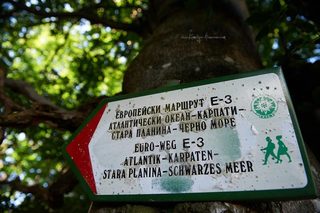 ЕВРОПЕЙСКИ МАРШРУТ Е-3
АТЛАНТИЧЕСКИ ОКЕАН-КАРПАТИ-
СТАРА ПЛАНИНА-ЧЕРНО МОРЕ
EURO-WEG E-3
ATLANTIK-KARPATEN-
STARA PLANINA-SCHWARZES MEER